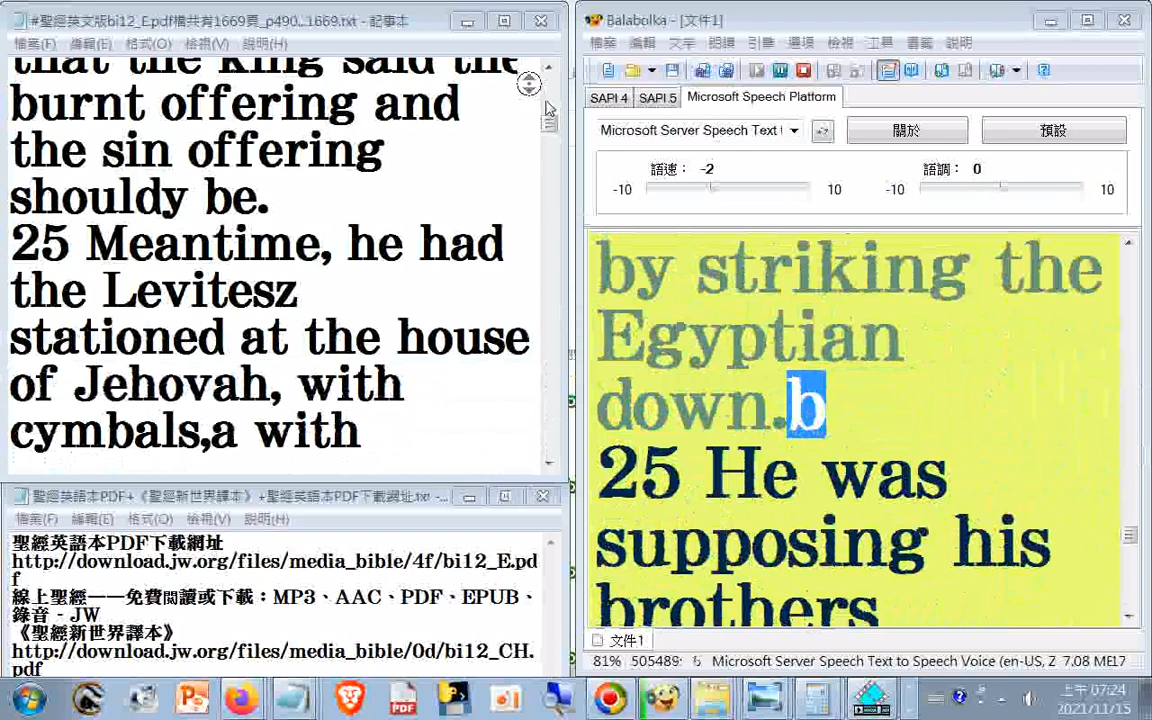 #聖經英文版bi12_E.pdf檔共有1669頁_p490...1669.txt - 記事本
檔案(F) 編輯(E) 格式(O) 檢視(V) 說明(H)
that the king said the
burnt offering and
the sin offering
shouldy be.
25 Meantime, he had
the Levitesz
stationed at the house
of Jehovah, with
cymbals,a with
聖經英語本PDF+《聖經新世界譯本》+聖經英語本PDF下載網址.txt - ...
檔案(F) 編輯(E) 格式(O) 檢視(V) 說明(H)
聖經英語本PDF下載網址
http://download.jw.org/files/media_bible/4f/bi12_E.pd
f
線上聖經——免費閱讀或下載：MP3、AAC、PDF、EPUB、
錄音 - JW
《聖經新世界譯本》
http://download.jw.org/files/media_bible/0d/bi12_CH.
pdf
Balabolka - [文件1]
檔案 編輯 文字 朗讀 引擎 選項 檢視 工具 書籤 說明
SAPI 4 SAPI 5 Microsoft Speech Platform
Microsoft Server Speech Text 關於 預設
語速： -2 語調： 0
-10 10 -10 10
by striking the
Egyptian
down.b
25 He was
supposing his
brothers
文件1
81% 505489: Microsoft Server Speech Text to Speech Voice (en-US, Z 7.08 ME17
上午 07:24
2021/11/15